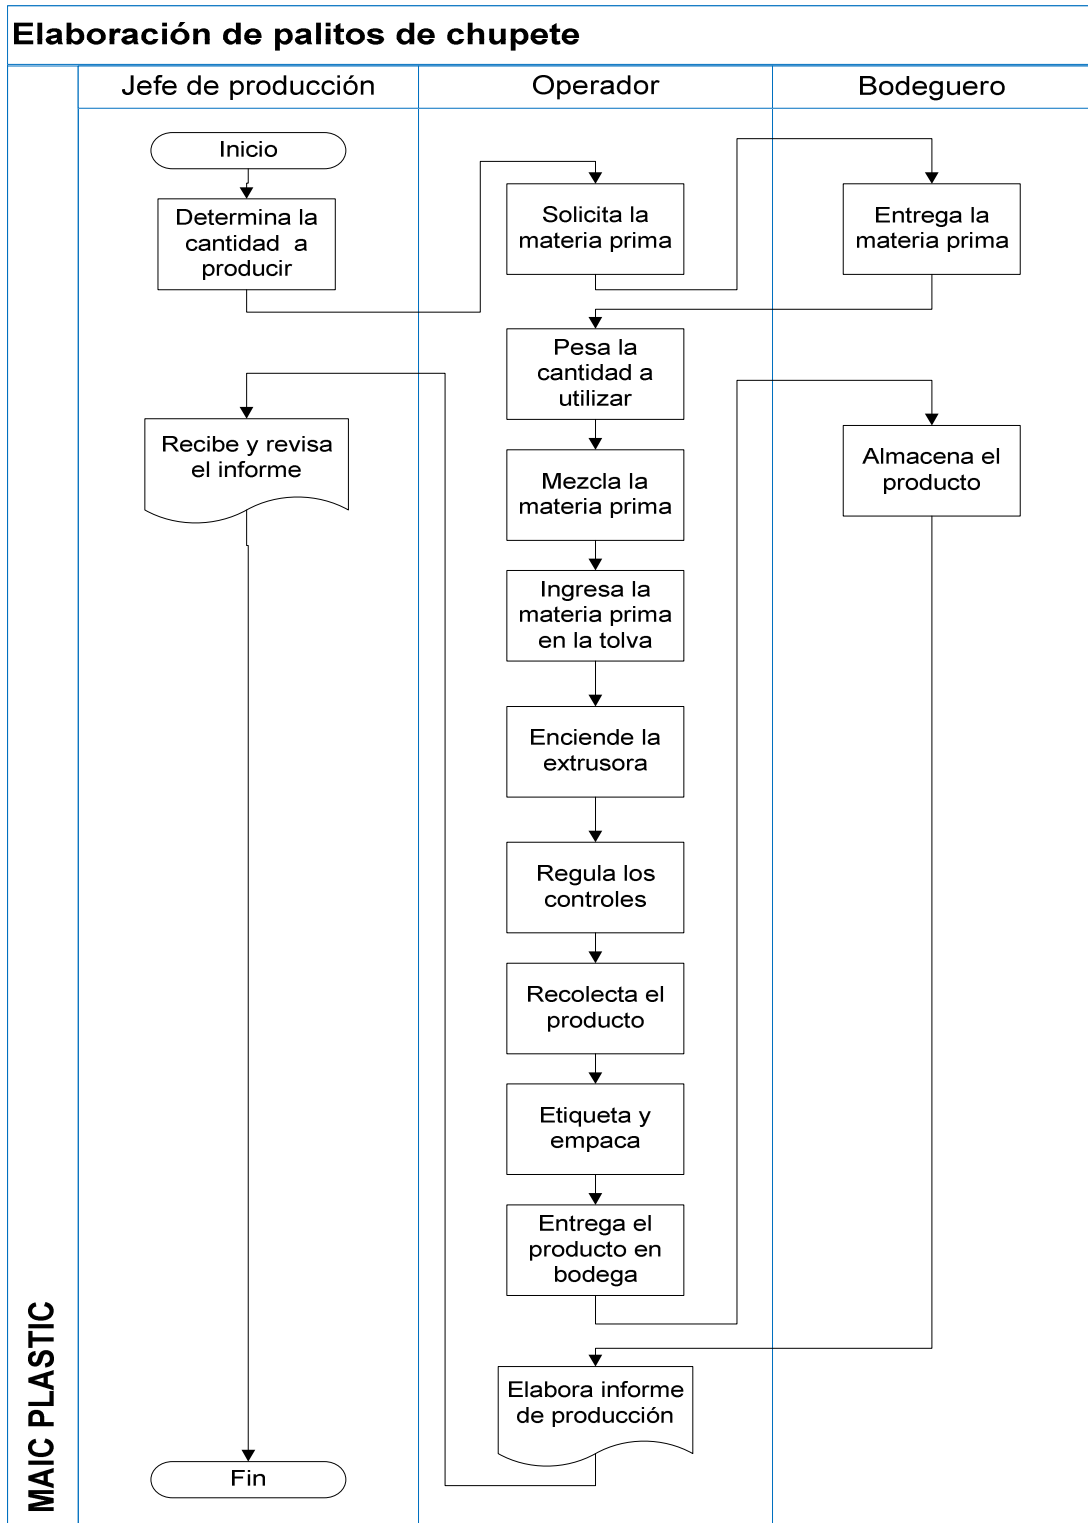 Elaboración de palitos de chupete
Jefe de producción
Operador
Bodeguero
Inicio
Determina la
cantidad a
producir
Solicita la
materia prima
Entrega la
materia prima
Pesa la
cantidad a
utilizar
Recibe y revisa
el informe
Mezcla la
materia prima
Almacena el
producto
Ingresa la
materia prima
en la tolva
Enciende la
extrusora
Regula los
controles
Recolecta el
producto
Etiqueta y
empaca
Entrega el
producto en
bodega
Elabora informe
de producción
Fin
MAIC PLASTIC